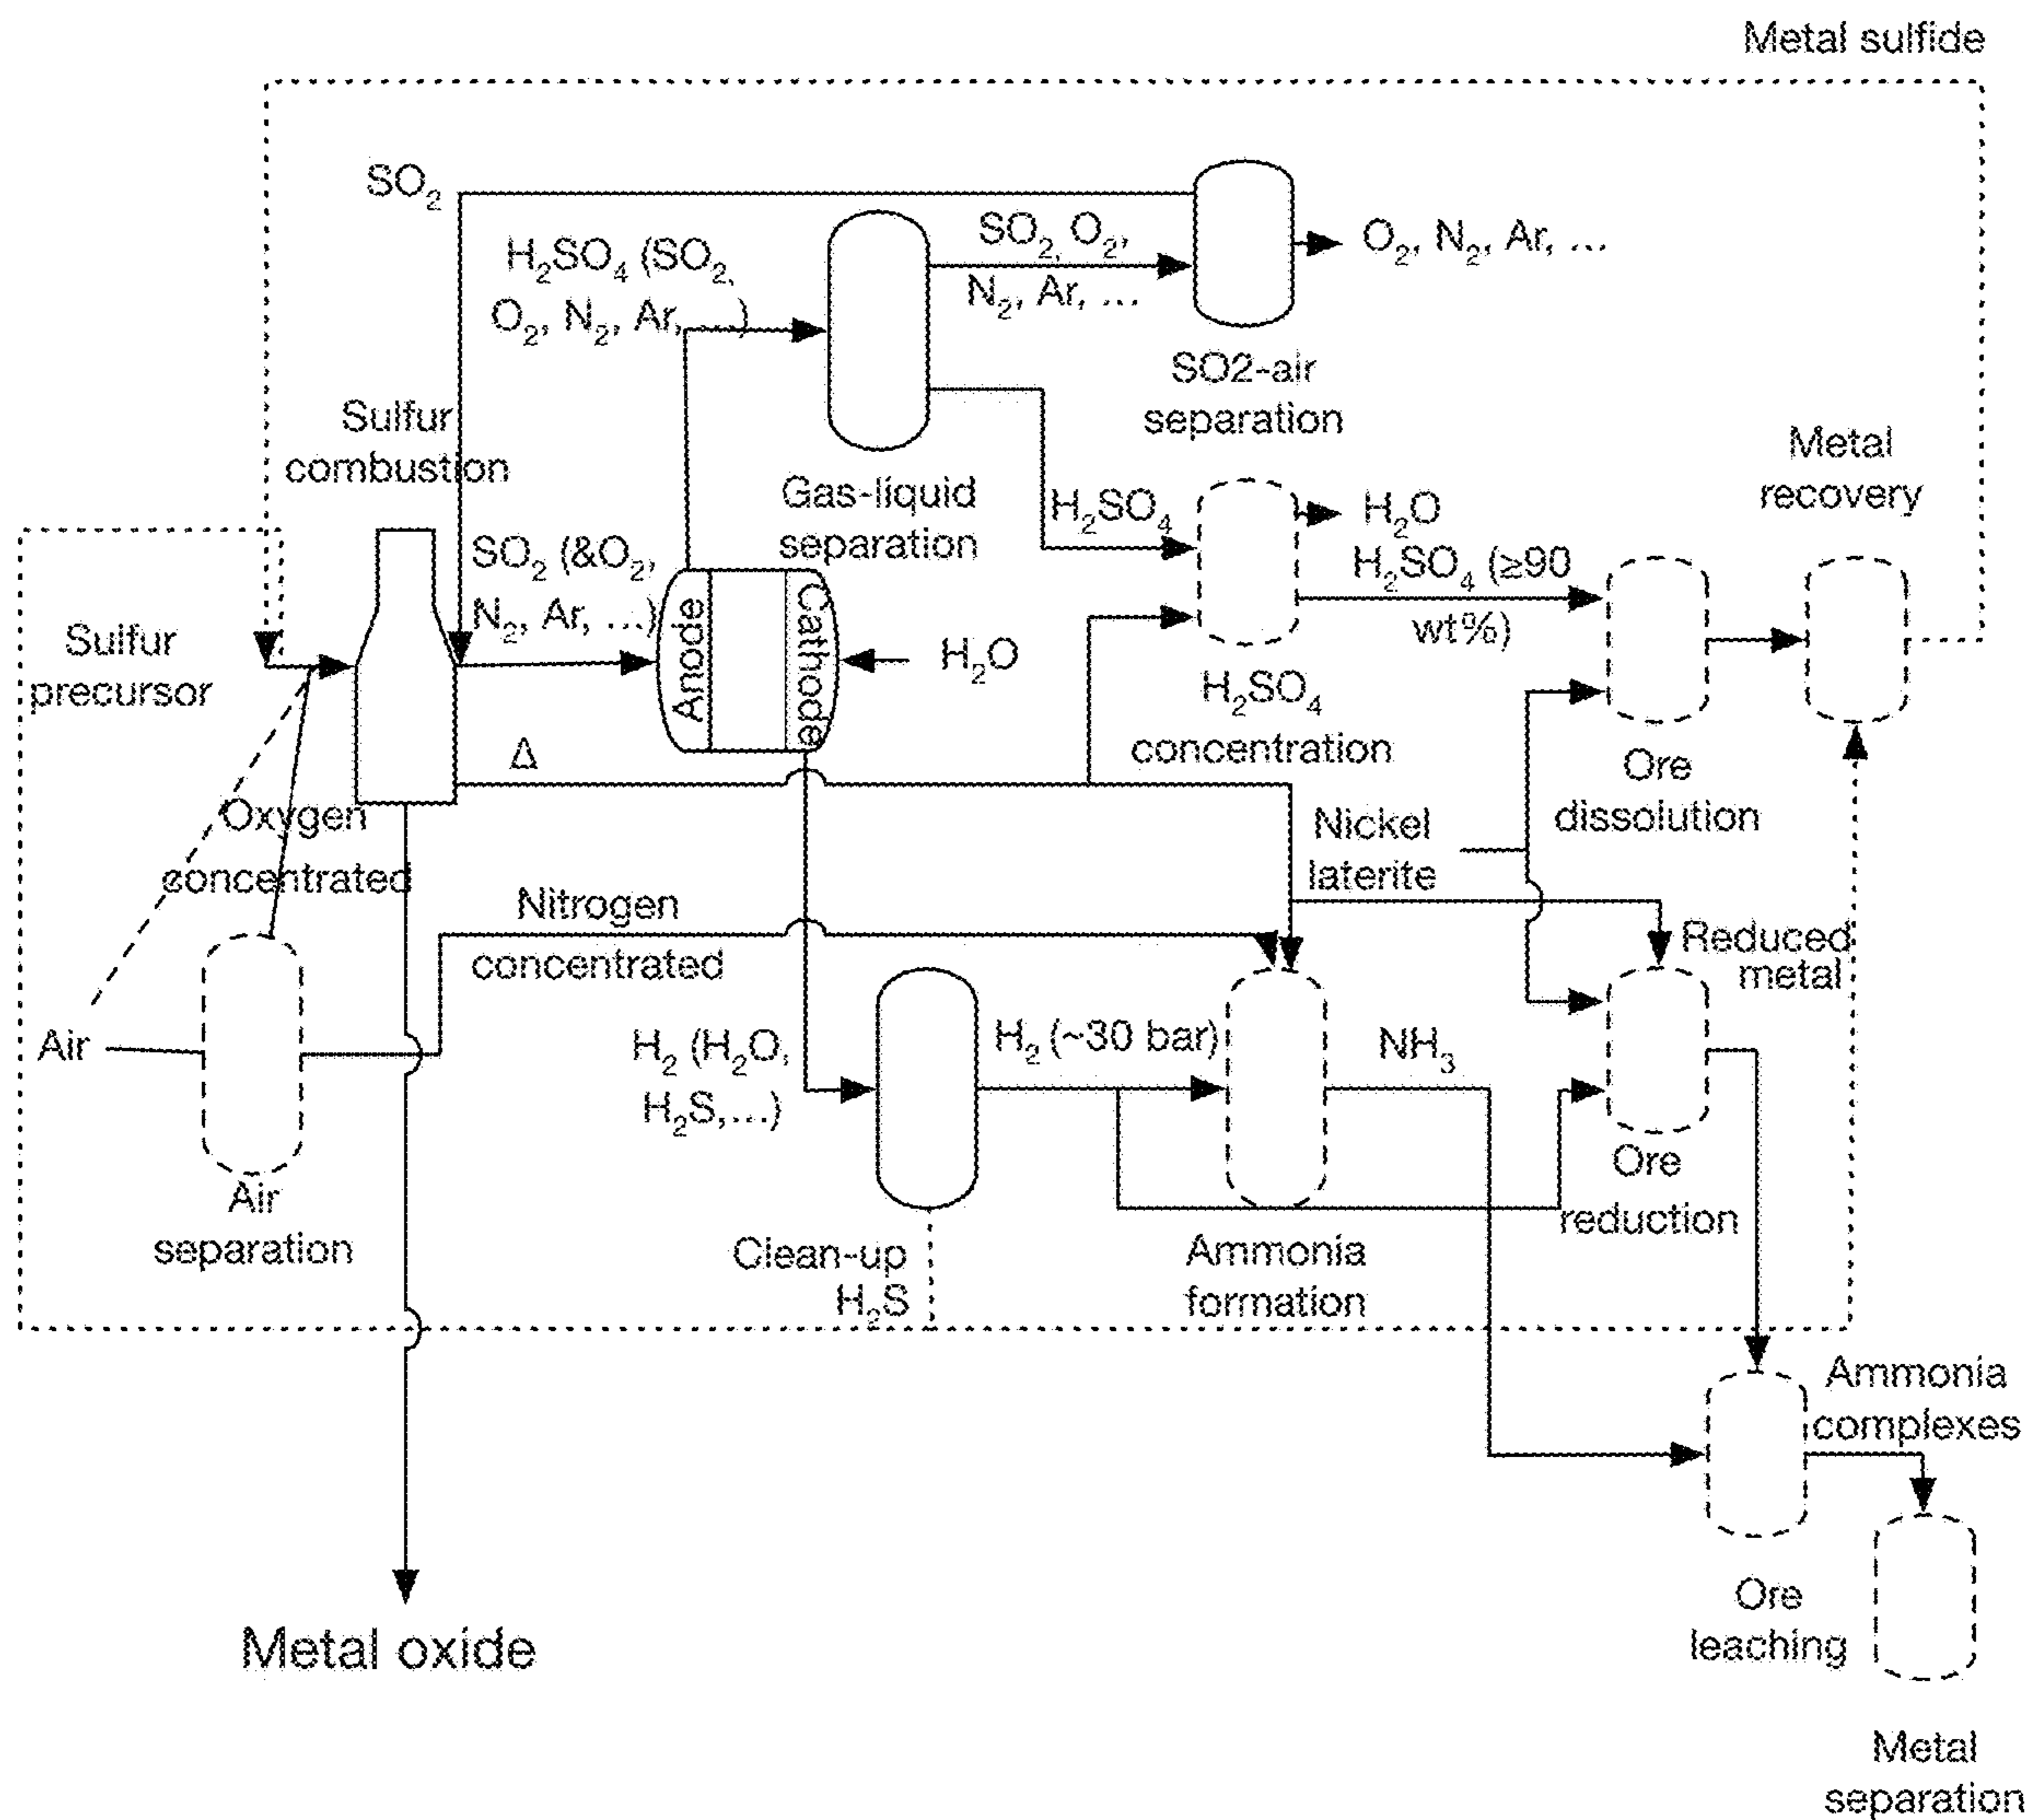 Metal sulfide
SO₂
H₂SO₄ (SO₂,
O₂, N₂, Ar, ...)
SO₂, O₂,
N₂, Ar, ...
O₂, N₂, Ar, ...
SO2-air
separation
Sulfur
combustion
Gas-liquid
separation
Metal
recovery
H₂SO₄
H₂O
H₂SO₄ (≥90
wt%)
SO₂ (&O₂,
N₂, Ar, ...)
Anode
Cathode
H₂O
Sulfur
precursor
H₂SO₄
concentration
Δ
Ore
dissolution
Oxygen
concentrated
Nickel
laterite
Nitrogen
concentrated
Reduced
metal
Air
H₂ (H₂O,
H₂S,...)
H₂ (~30 bar)
NH₃
Ore
reduction
Air
separation
Clean-up
H₂S
Ammonia
formation
Ammonia
complexes
Ore
leaching
Metal oxide
Metal
separation